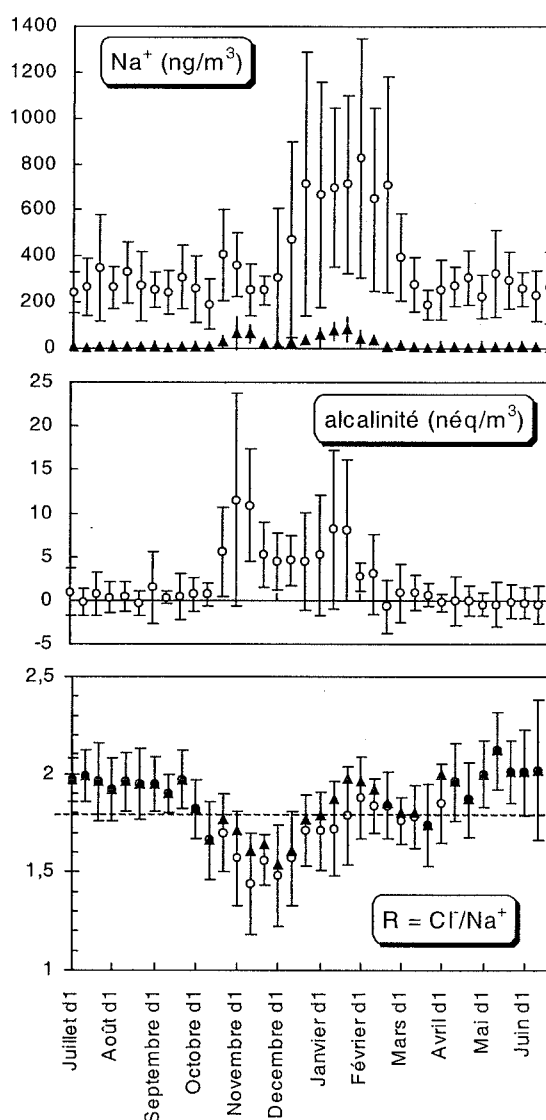 1400
Na⁺ (ng/m³)
1200
1000
800
600
400
200
0
25
alcalinité (néq/m³)
20
15
10
5
0
-5
2,5
2
1,5
R = Cl⁻/Na⁺
1
Juillet d1
Août d1
Septembre d1
Octobre d1
Novembre d1
Decembre d1
Janvier d1
Février d1
Mars d1
Avril d1
Mai d1
Juin d1